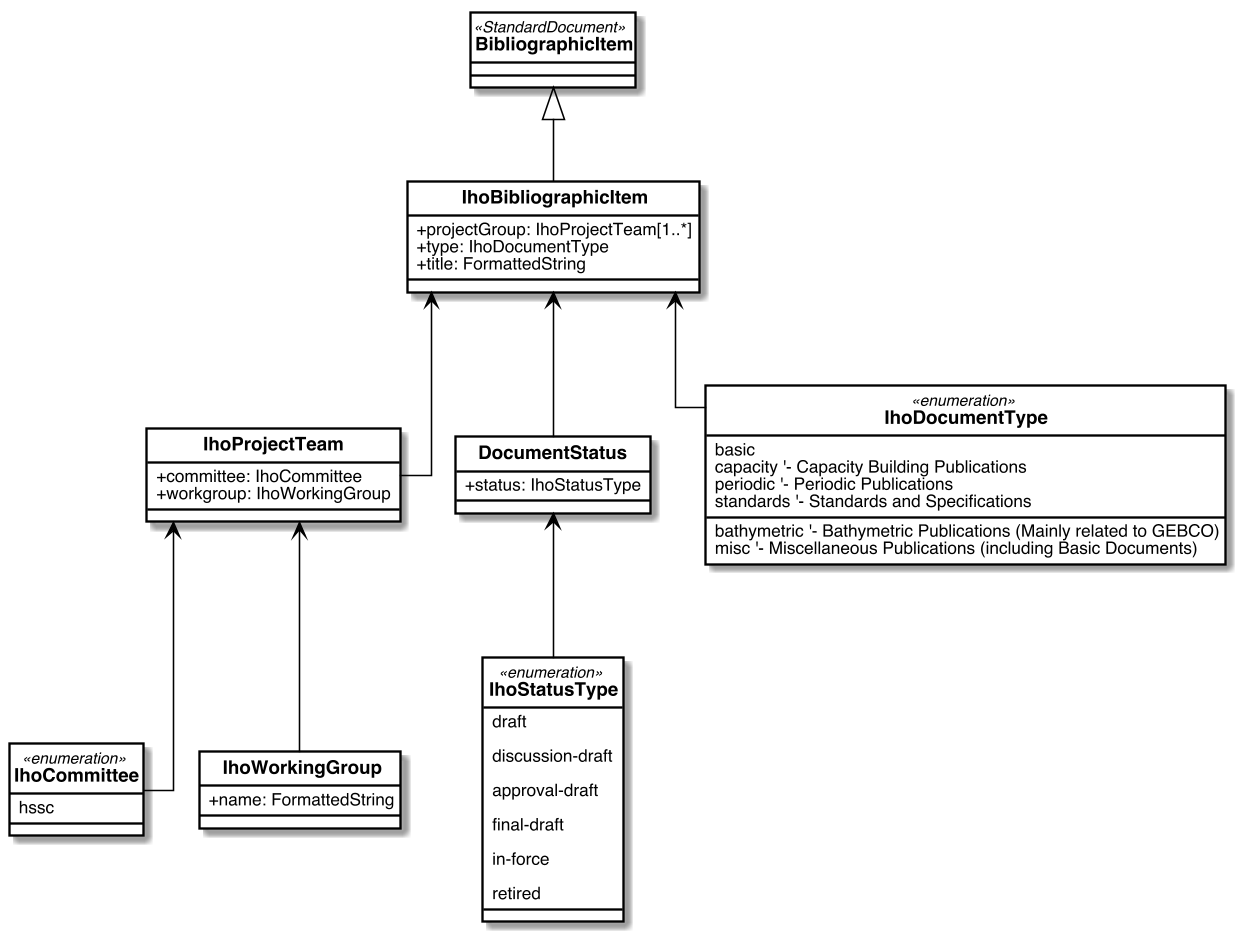 «StandardDocument»
BibliographicItem
IhoBibliographicItem
+projectGroup: IhoProjectTeam[1..*]
+type: IhoDocumentType
+title: FormattedString
IhoProjectTeam
+committee: IhoCommittee
+workgroup: IhoWorkingGroup
DocumentStatus
+status: IhoStatusType
«enumeration»
IhoDocumentType
basic
capacity '- Capacity Building Publications
periodic '- Periodic Publications
standards '- Standards and Specifications
bathymetric '- Bathymetric Publications (Mainly related to GEBCO)
misc '- Miscellaneous Publications (including Basic Documents)
«enumeration»
IhoCommittee
hssc
IhoWorkingGroup
+name: FormattedString
«enumeration»
IhoStatusType
draft
discussion-draft
approval-draft
final-draft
in-force
retired